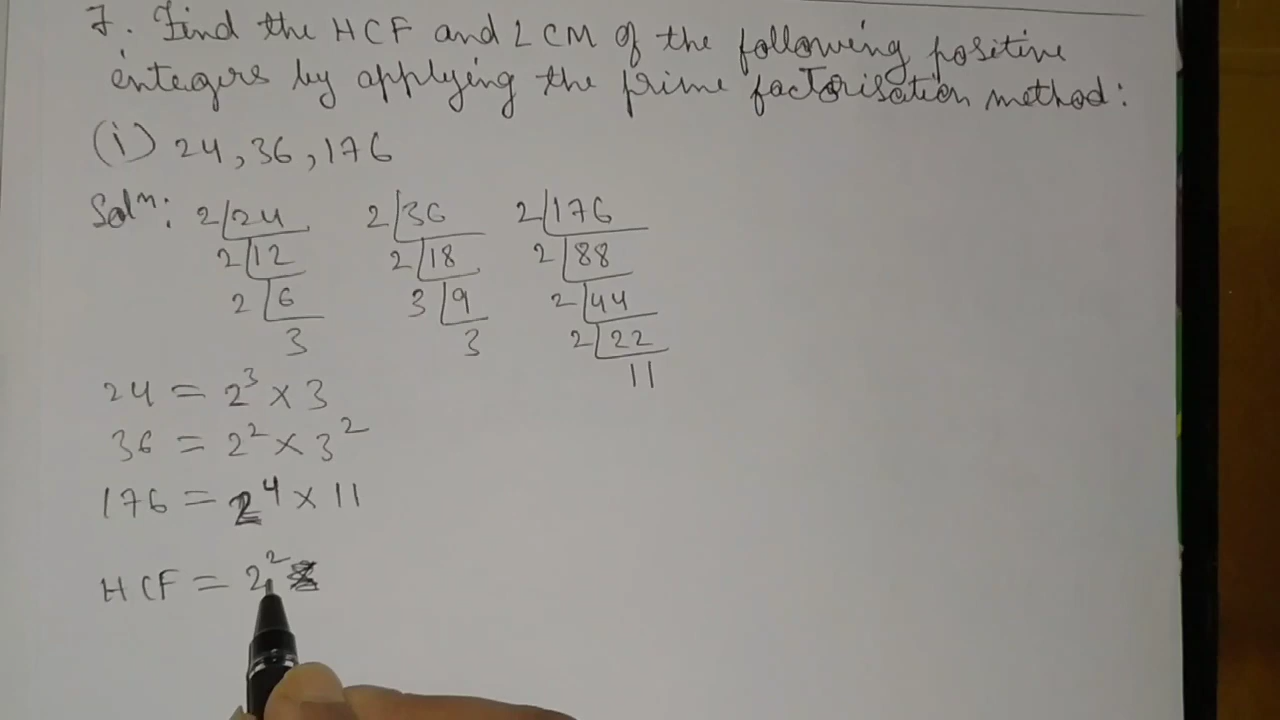 7. Find the HCF and LCM of the following positive
integers by applying the prime factorisation method:
(i) 24, 36, 176
Solⁿ: 2 24 2 36 2 176
2 12 2 18 2 88
2 6 3 9 2 44
3 3 2 22
11
24 = 2³ × 3
36 = 2² × 3²
176 = 2⁴ × 11
HCF = 2²